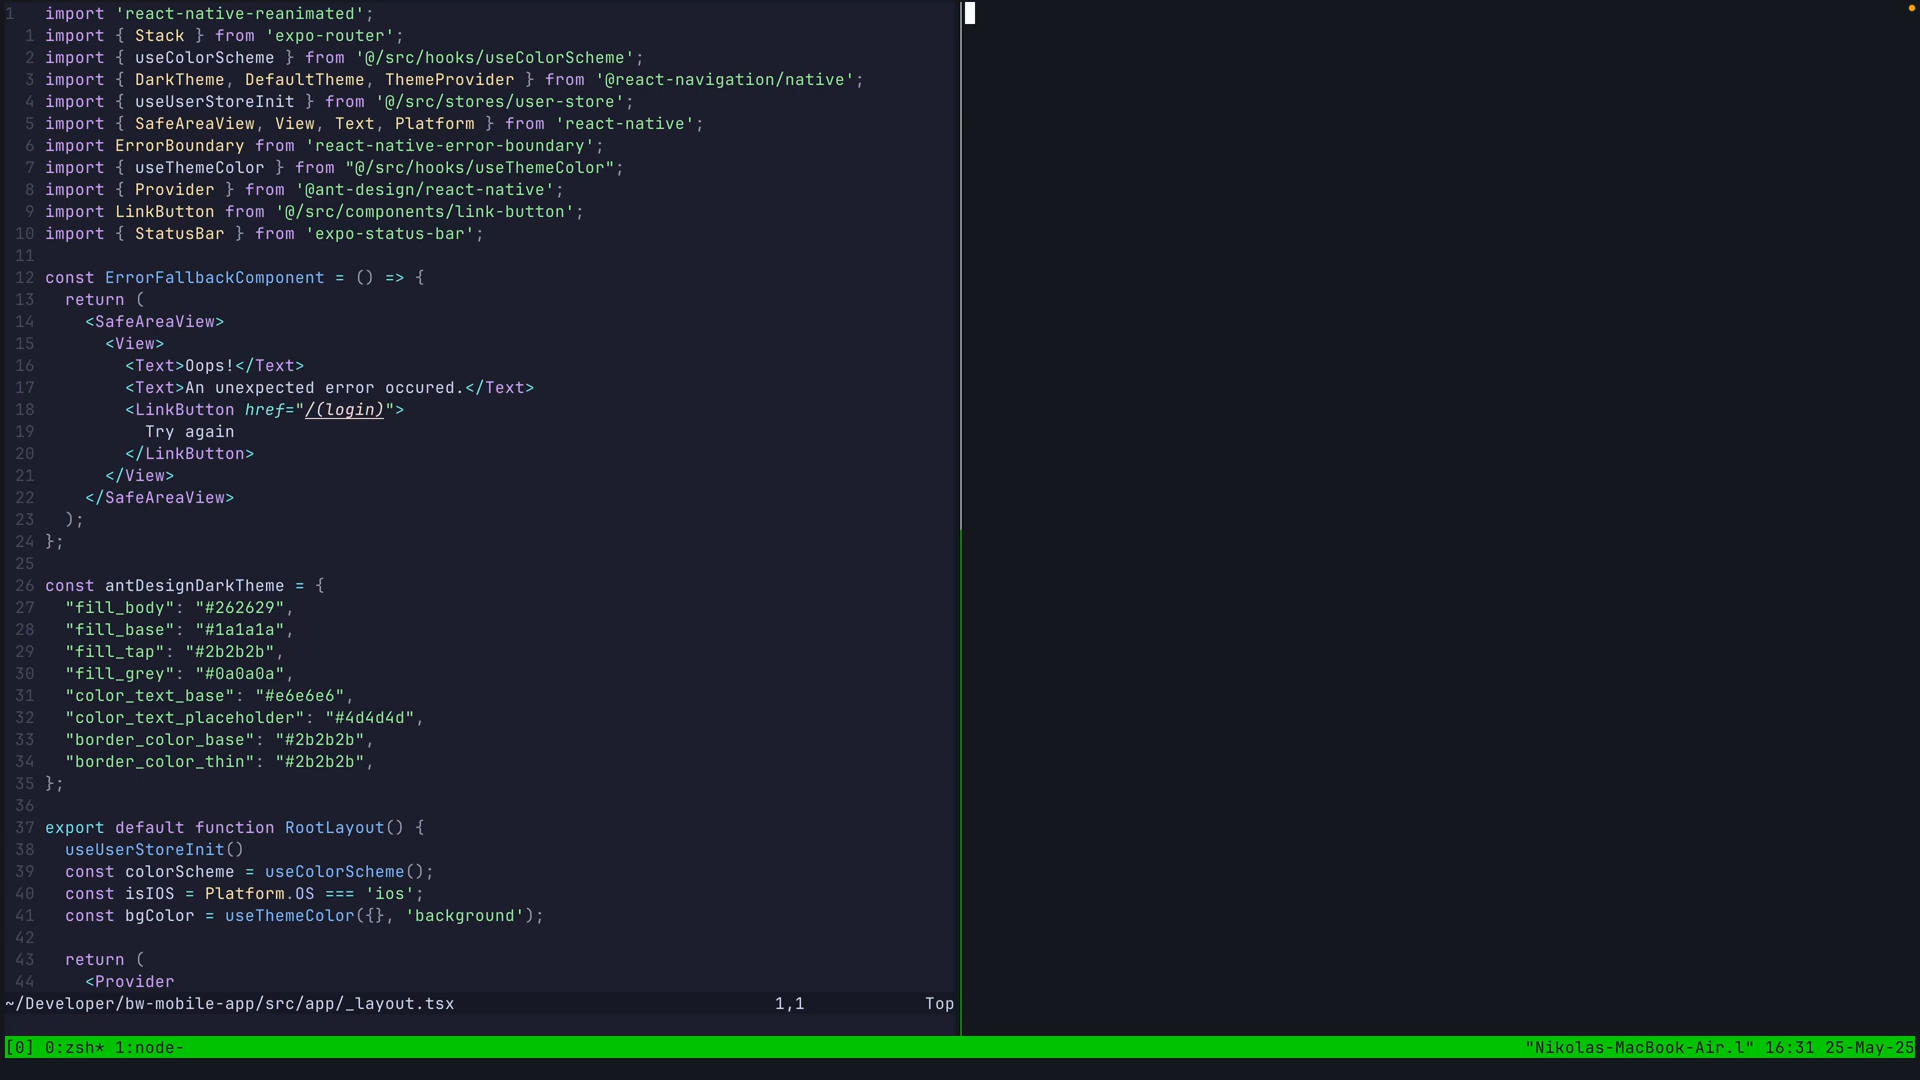 1   import 'react-native-reanimated';
  1 import { Stack } from 'expo-router';
  2 import { useColorScheme } from '@/src/hooks/useColorScheme';
  3 import { DarkTheme, DefaultTheme, ThemeProvider } from '@react-navigation/native';
  4 import { useUserStoreInit } from '@/src/stores/user-store';
  5 import { SafeAreaView, View, Text, Platform } from 'react-native';
  6 import ErrorBoundary from 'react-native-error-boundary';
  7 import { useThemeColor } from "@/src/hooks/useThemeColor";
  8 import { Provider } from '@ant-design/react-native';
  9 import LinkButton from '@/src/components/link-button';
 10 import { StatusBar } from 'expo-status-bar';
 11
 12 const ErrorFallbackComponent = () => {
 13   return (
 14     <SafeAreaView>
 15       <View>
 16         <Text>Oops!</Text>
 17         <Text>An unexpected error occured.</Text>
 18         <LinkButton href="/(login)">
 19           Try again
 20         </LinkButton>
 21       </View>
 22     </SafeAreaView>
 23   );
 24 };
 25
 26 const antDesignDarkTheme = {
 27   "fill_body": "#262629",
 28   "fill_base": "#1a1a1a",
 29   "fill_tap": "#2b2b2b",
 30   "fill_grey": "#0a0a0a",
 31   "color_text_base": "#e6e6e6",
 32   "color_text_placeholder": "#4d4d4d",
 33   "border_color_base": "#2b2b2b",
 34   "border_color_thin": "#2b2b2b",
 35 };
 36
 37 export default function RootLayout() {
 38   useUserStoreInit()
 39   const colorScheme = useColorScheme();
 40   const isIOS = Platform.OS === 'ios';
 41   const bgColor = useThemeColor({}, 'background');
 42
 43   return (
 44     <Provider
~/Developer/bw-mobile-app/src/app/_layout.tsx 1,1 Top
[0] 0:zsh* 1:node- "Nikolas-MacBook-Air.l" 16:31 25-May-25